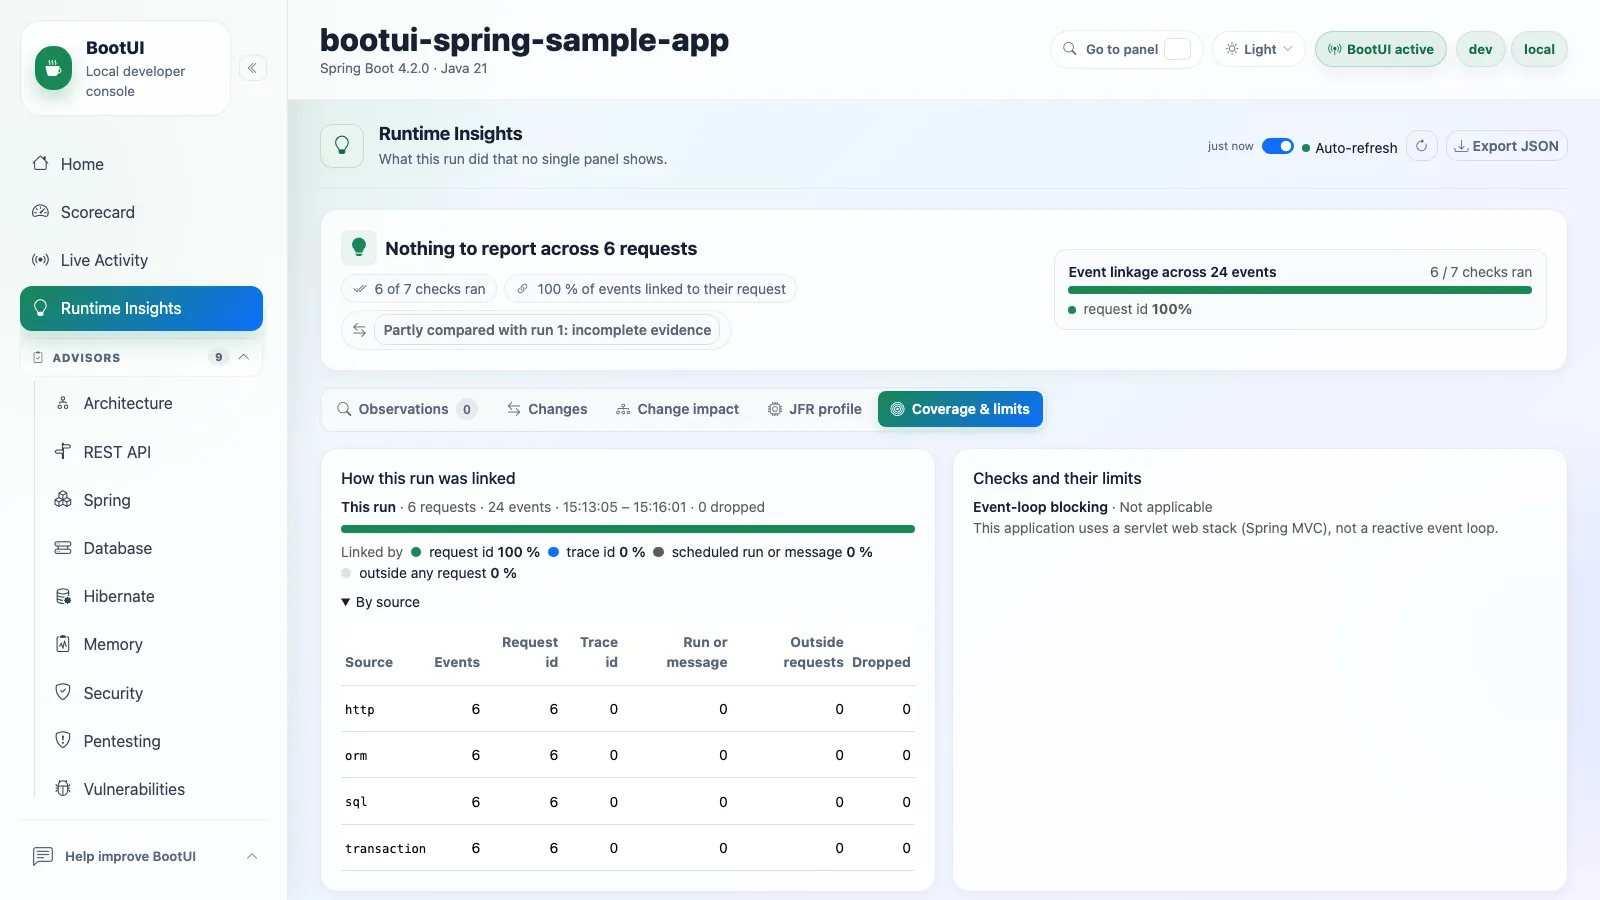 BootUI
Local developer
console
Home
Scorecard
Live Activity
Runtime Insights
ADVISORS 9
Architecture
REST API
Spring
Database
Hibernate
Memory
Security
Pentesting
Vulnerabilities
Help improve BootUI
bootui-spring-sample-app
Spring Boot 4.2.0 · Java 21
Go to panel
Light
BootUI active
dev
local
Runtime Insights
What this run did that no single panel shows.
just now
Auto-refresh
Export JSON
Nothing to report across 6 requests
6 of 7 checks ran
100 % of events linked to their request
Partly compared with run 1: incomplete evidence
Event linkage across 24 events 6 / 7 checks ran
request id 100%
Observations 0
Changes
Change impact
JFR profile
Coverage & limits
How this run was linked
This run · 6 requests · 24 events · 15:13:05 – 15:16:01 · 0 dropped
Linked by request id 100 % trace id 0 % scheduled run or message 0 %
outside any request 0 %
▼ By source
Source Events Request id Trace id Run or message Outside requests Dropped
http 6 6 0 0 0 0
orm 6 6 0 0 0 0
sql 6 6 0 0 0 0
transaction 6 6 0 0 0 0
Checks and their limits
Event-loop blocking · Not applicable
This application uses a servlet web stack (Spring MVC), not a reactive event loop.